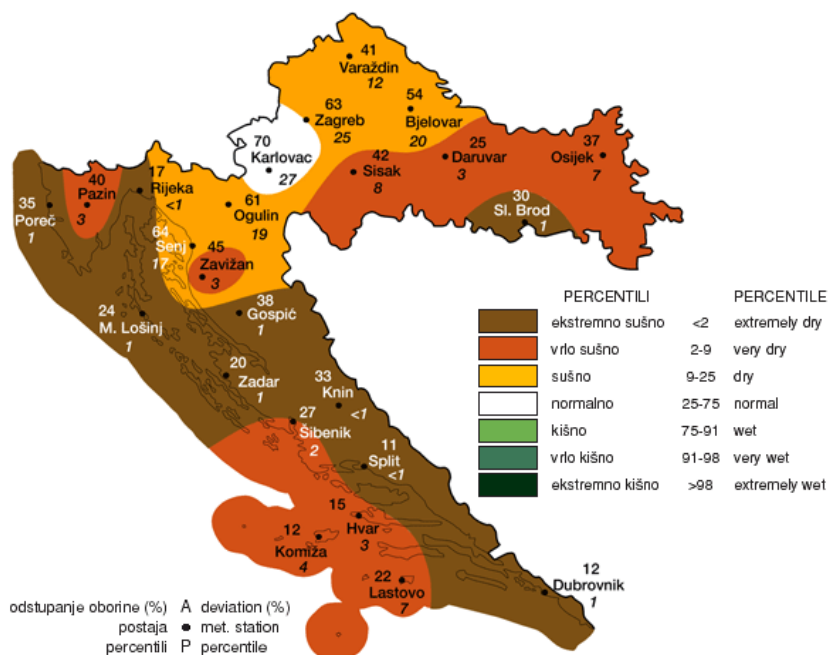 41
Varaždin
12
54
Bjelovar
20
63
Zagreb
25
70
Karlovac
27
42
Sisak
8
25
Daruvar
3
37
Osijek
7
30
Sl. Brod
1
40
Pazin
3
17
Rijeka
<1
35
Poreč
1
61
Ogulin
19
64
Senj
17
45
Zavižan
3
38
Gospić
1
24
M. Lošinj
1
20
Zadar
1
33
Knin
<1
27
Šibenik
2
11
Split
<1
15
Hvar
3
12
Komiža
4
22
Lastovo
7
12
Dubrovnik
1
PERCENTILI PERCENTILE
ekstremno sušno <2 extremely dry
vrlo sušno 2-9 very dry
sušno 9-25 dry
normalno 25-75 normal
kišno 75-91 wet
vrlo kišno 91-98 very wet
ekstremno kišno >98 extremely wet
odstupanje oborine (%) A deviation (%)
postaja met. station
percentili P percentile